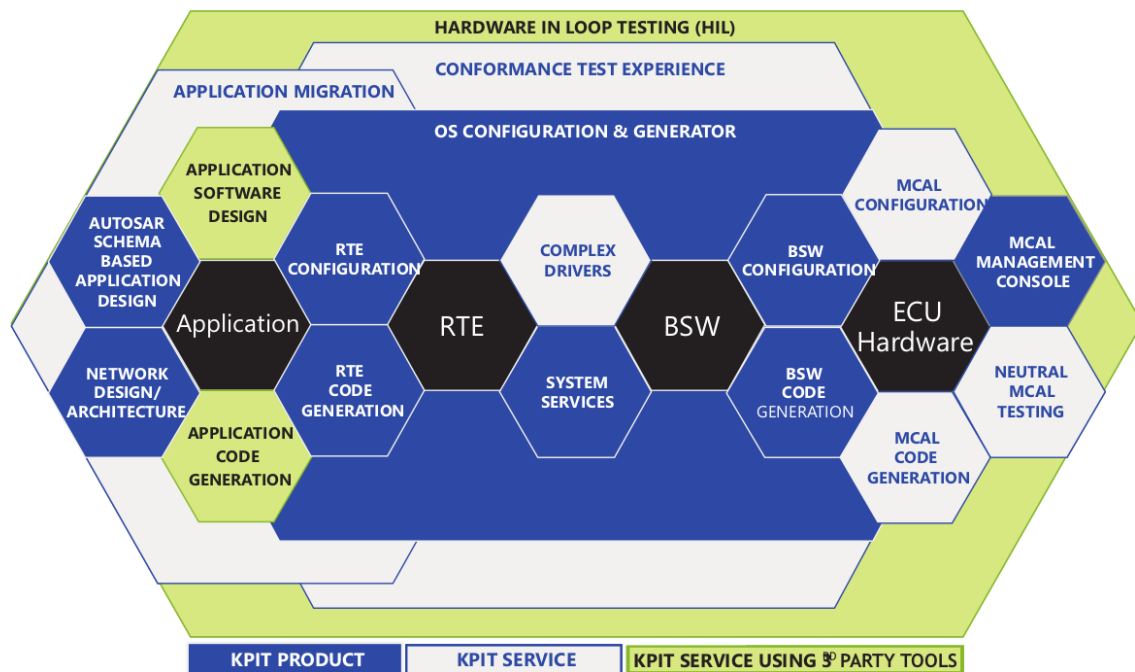 HARDWARE IN LOOP TESTING (HIL)
CONFORMANCE TEST EXPERIENCE
APPLICATION MIGRATION
OS CONFIGURATION & GENERATOR
APPLICATION
SOFTWARE
DESIGN
MCAL
CONFIGURATION
AUTOSAR
SCHEMA
BASED
APPLICATION
DESIGN
RTE
CONFIGURATION
COMPLEX
DRIVERS
BSW
CONFIGURATION
MCAL
MANAGEMENT
CONSOLE
Application
RTE
BSW
ECU
Hardware
NETWORK
DESIGN/
ARCHITECTURE
RTE
CODE
GENERATION
SYSTEM
SERVICES
BSW
CODE
GENERATION
NEUTRAL
MCAL
TESTING
APPLICATION
CODE
GENERATION
MCAL
CODE
GENERATION
KPIT PRODUCT
KPIT SERVICE
KPIT SERVICE USING 3RD PARTY TOOLS